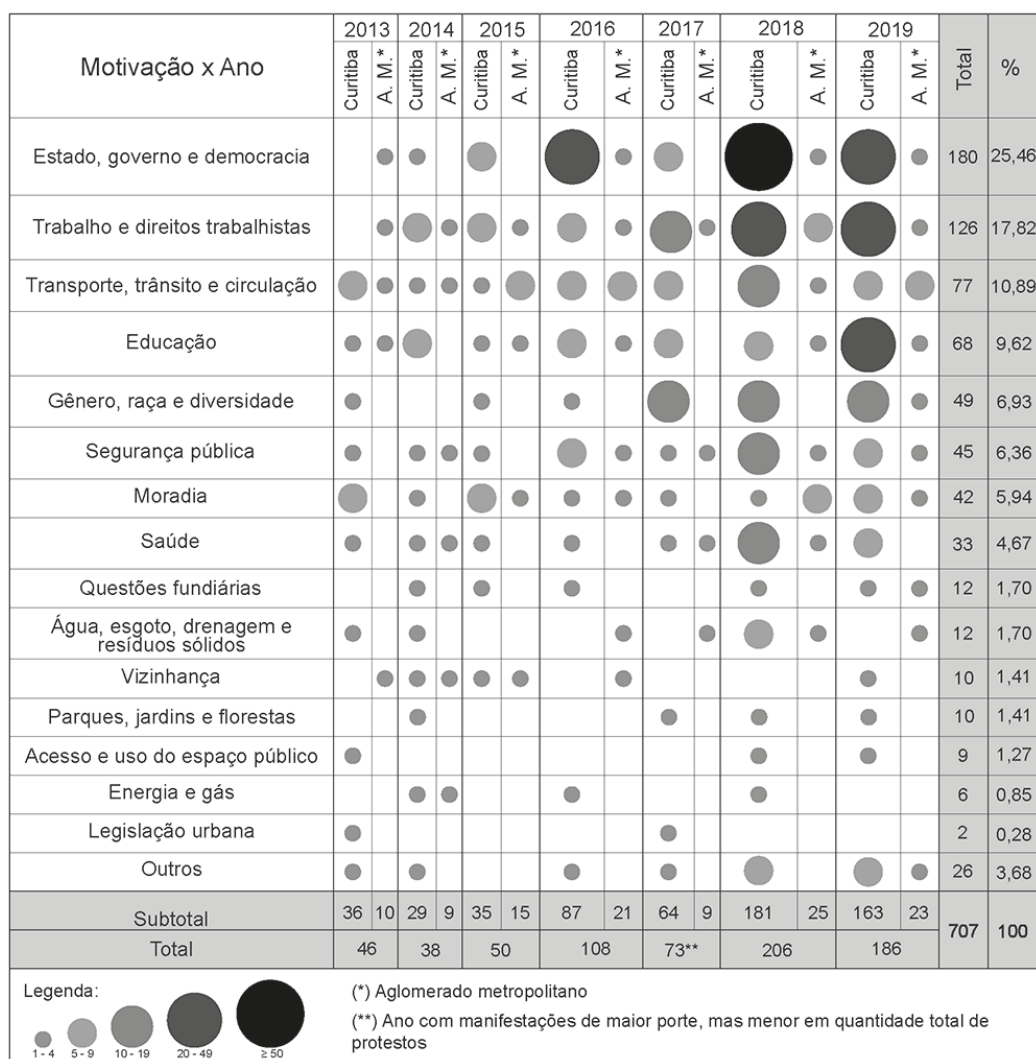 Motivação x Ano
2013 2014 2015 2016 2017 2018 2019
Curitiba A. M.* Curitiba A. M.* Curitiba A. M.* Curitiba A. M.* Curitiba A. M.* Curitiba A. M.* Curitiba A. M.* Total %
Estado, governo e democracia 180 25,46
Trabalho e direitos trabalhistas 126 17,82
Transporte, trânsito e circulação 77 10,89
Educação 68 9,62
Gênero, raça e diversidade 49 6,93
Segurança pública 45 6,36
Moradia 42 5,94
Saúde 33 4,67
Questões fundiárias 12 1,70
Água, esgoto, drenagem e
resíduos sólidos 12 1,70
Vizinhança 10 1,41
Parques, jardins e florestas 10 1,41
Acesso e uso do espaço público 9 1,27
Energia e gás 6 0,85
Legislação urbana 2 0,28
Outros 26 3,68
Subtotal 36 10 29 9 35 15 87 21 64 9 181 25 163 23 707 100
Total 46 38 50 108 73** 206 186
Legenda:
1 - 4 5 - 9 10 - 19 20 - 49 ≥ 50
(*) Aglomerado metropolitano
(**) Ano com manifestações de maior porte, mas menor em quantidade total de
protestos